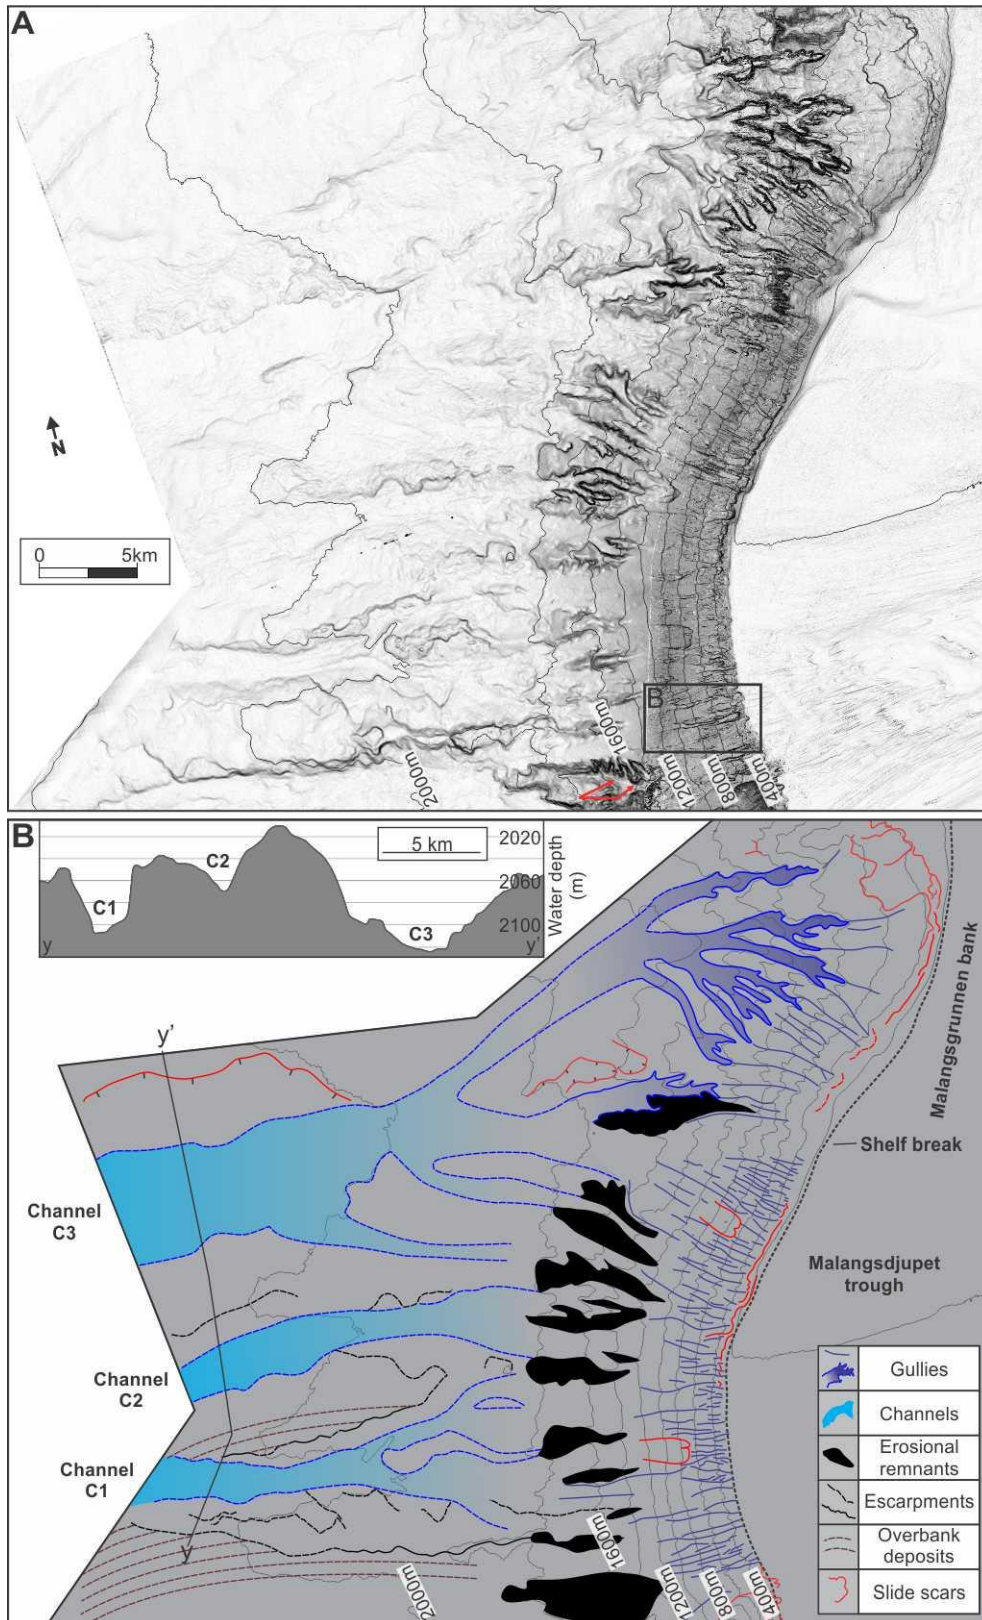 A
N
0 5km
B
1600m
2000m
1200m
800m
400m
B
5 km
2020
2060
2100
Water depth
(m)
C1
C2
C3
y
y'
y'
Malangsgrunnen bank
Shelf break
Channel
C3
Malangsdjupet
trough
Channel
C2
Channel
C1
y
1600m
2000m
1200m
800m
400m
Gullies
Channels
Erosional
remnants
Escarpments
Overbank
deposits
Slide scars